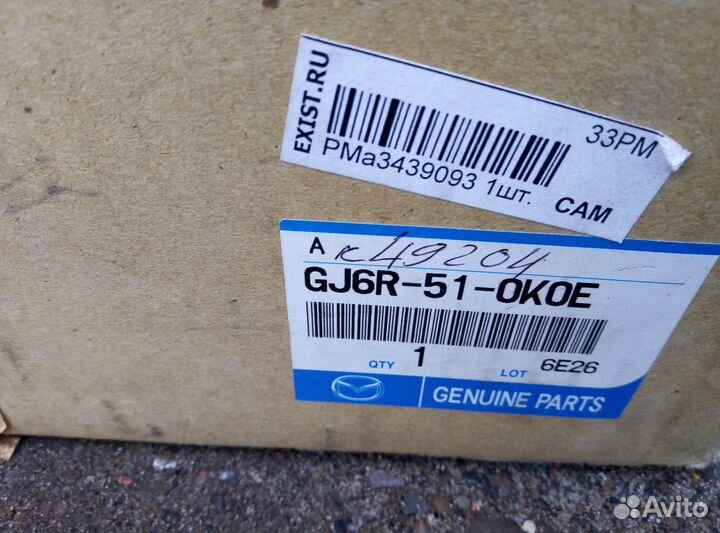 EXIST.RU
33PM
PMa3439093 1шт.
CAM
A к49204
GJ6R-51-0K0E
QTY 1 LOT 6E26
GENUINE PARTS
Avito